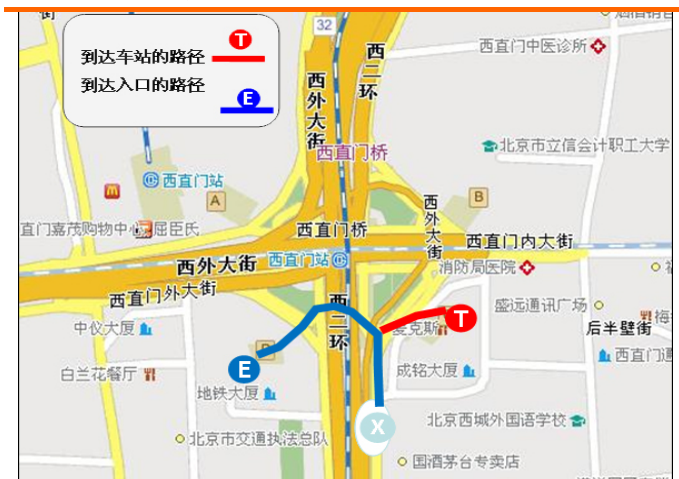 街
32
西二环
西直门中医诊所
到达车站的路径
T
到达入口的路径
E
西外大街
西直门桥
北京市立信会计职工大学
西直门站
A
B
西外大街
直门嘉茂购物中心
屈臣氏
西直门桥
西直门内大街
西外大街
西直门站
消防局医院
西直门外大街
盛远通讯广场
中仪大厦
西二环
麦克斯
T
后半壁街
E
白兰花餐厅
成铭大厦
西直门
地铁大厦
X
北京西城外国语学校
北京市交通执法总队
国酒茅台专卖店